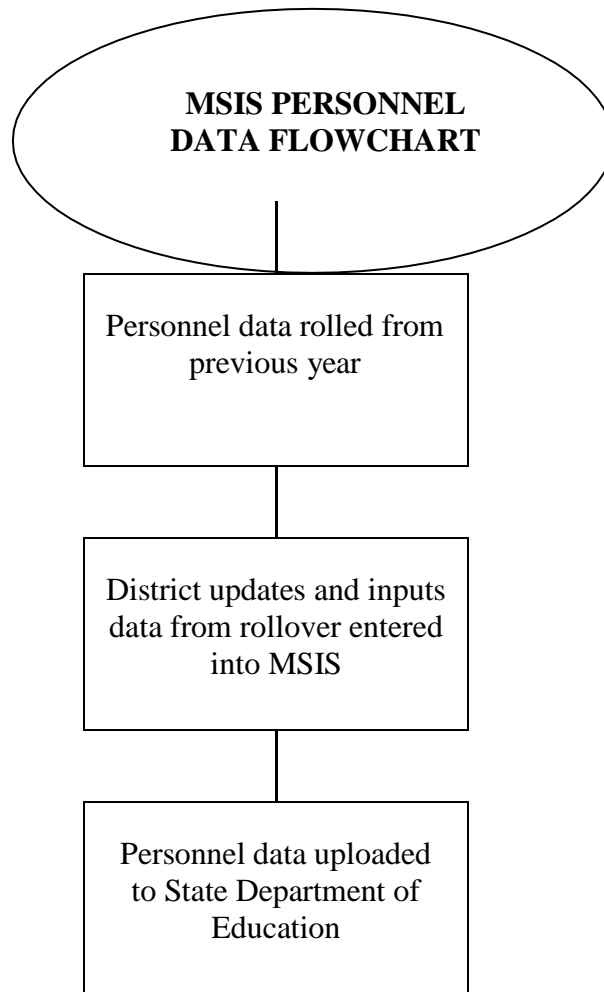 MSIS PERSONNEL
DATA FLOWCHART
Personnel data rolled from
previous year
District updates and inputs
data from rollover entered
into MSIS
Personnel data uploaded
to State Department of
Education